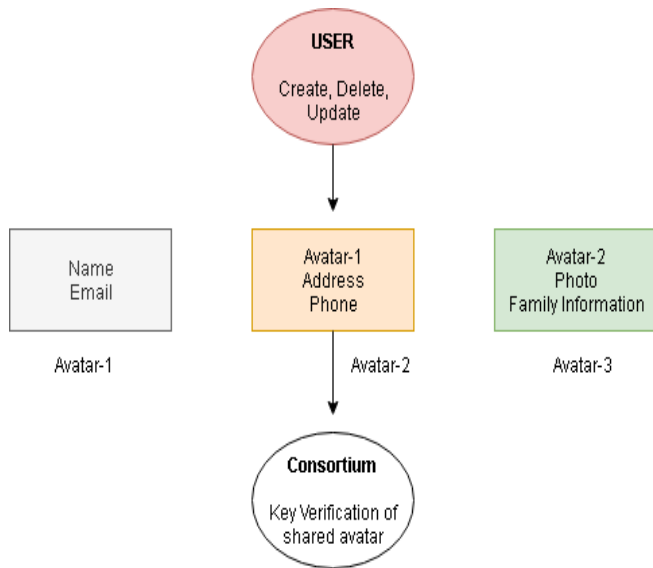 USER
Create, Delete,
Update
Name
Email
Avatar-1
Address
Phone
Avatar-2
Photo
Family Information
Avatar-1
Avatar-2
Avatar-3
Consortium
Key Verification of
shared avatar